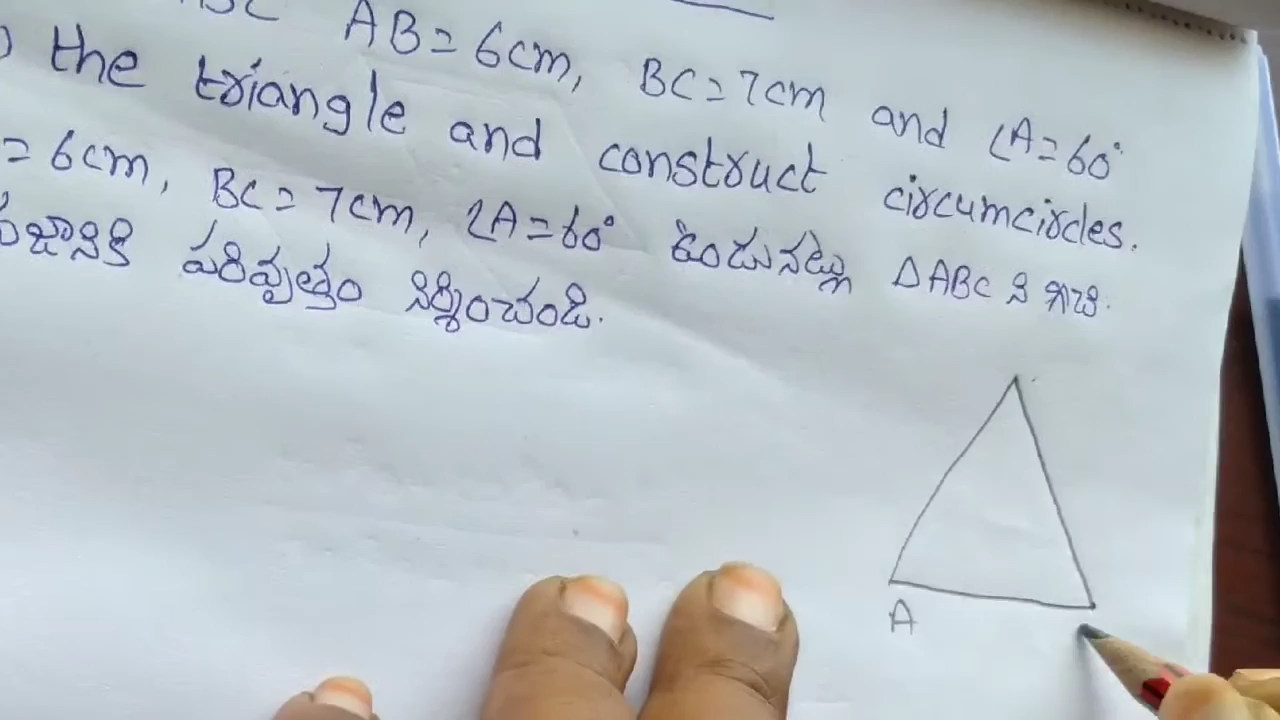 AB = 6cm, BC = 7cm and ∠A = 60°
the triangle and construct circumcircles.
= 6cm, BC = 7cm, ∠A = 60° ఉండునట్లు ΔABC ని గీచి.
పరివృత్తం నిర్మించండి.
A